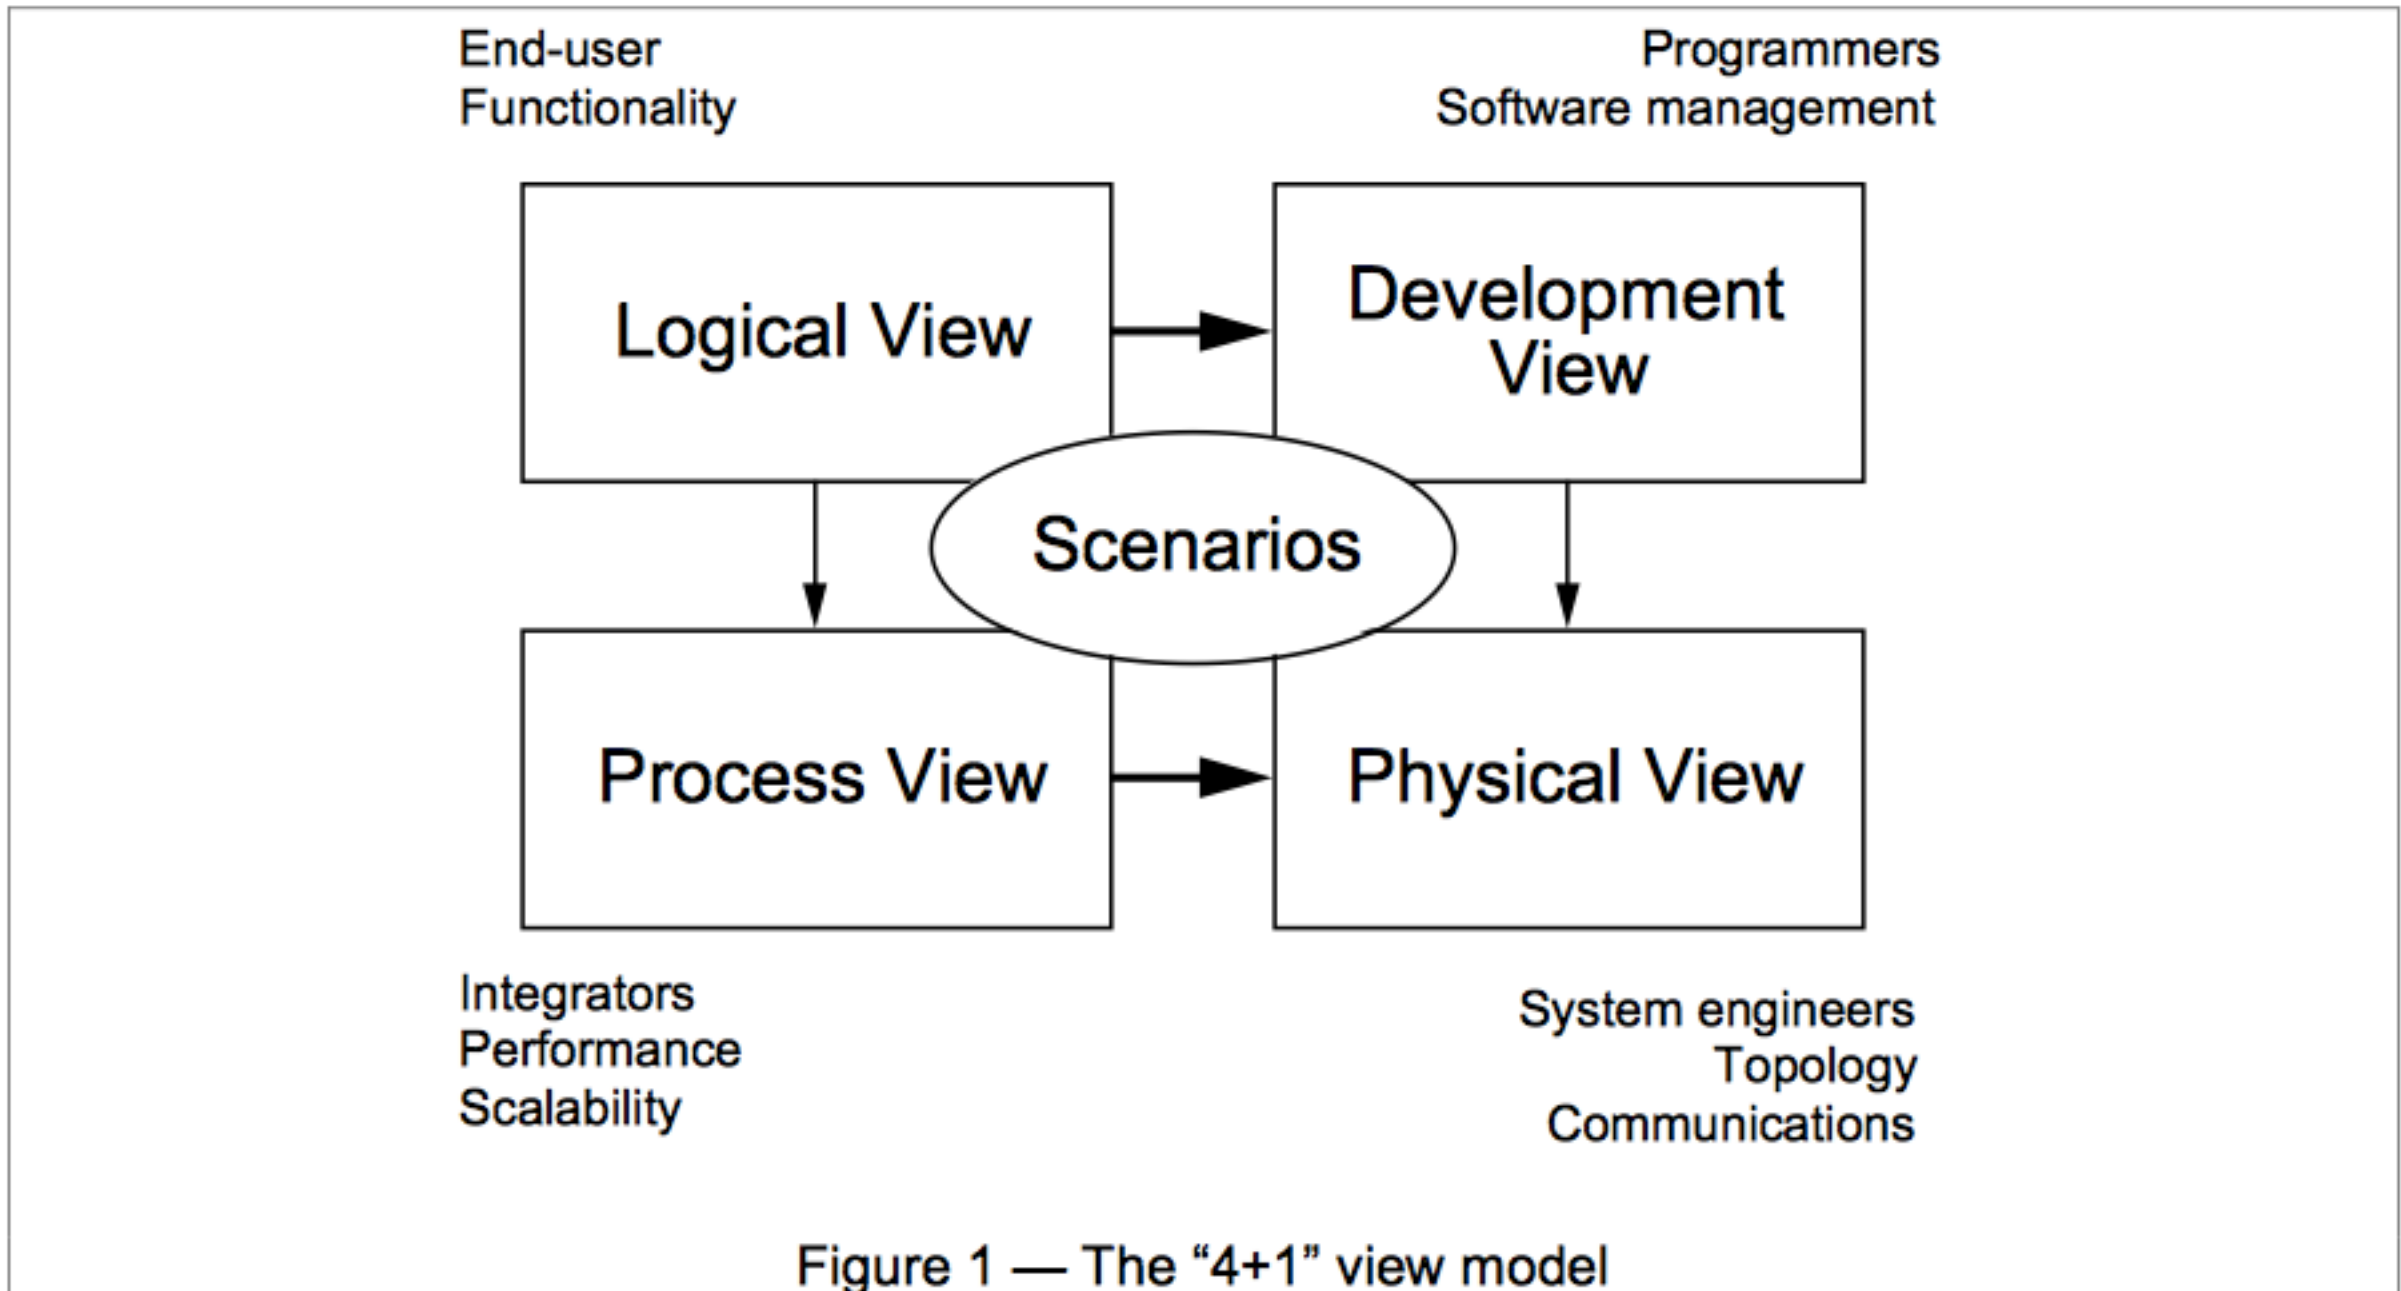 End-user
Functionality
Programmers
Software management
Logical View
Development
View
Scenarios
Process View
Physical View
Integrators
Performance
Scalability
System engineers
Topology
Communications
Figure 1 — The “4+1” view model